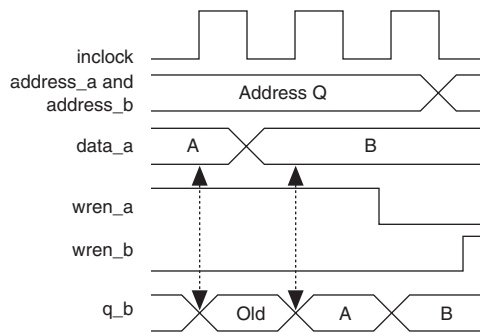 inclock
address_a and
address_b
Address Q
data_a
A
B
wren_a
wren_b
q_b
Old
A
B